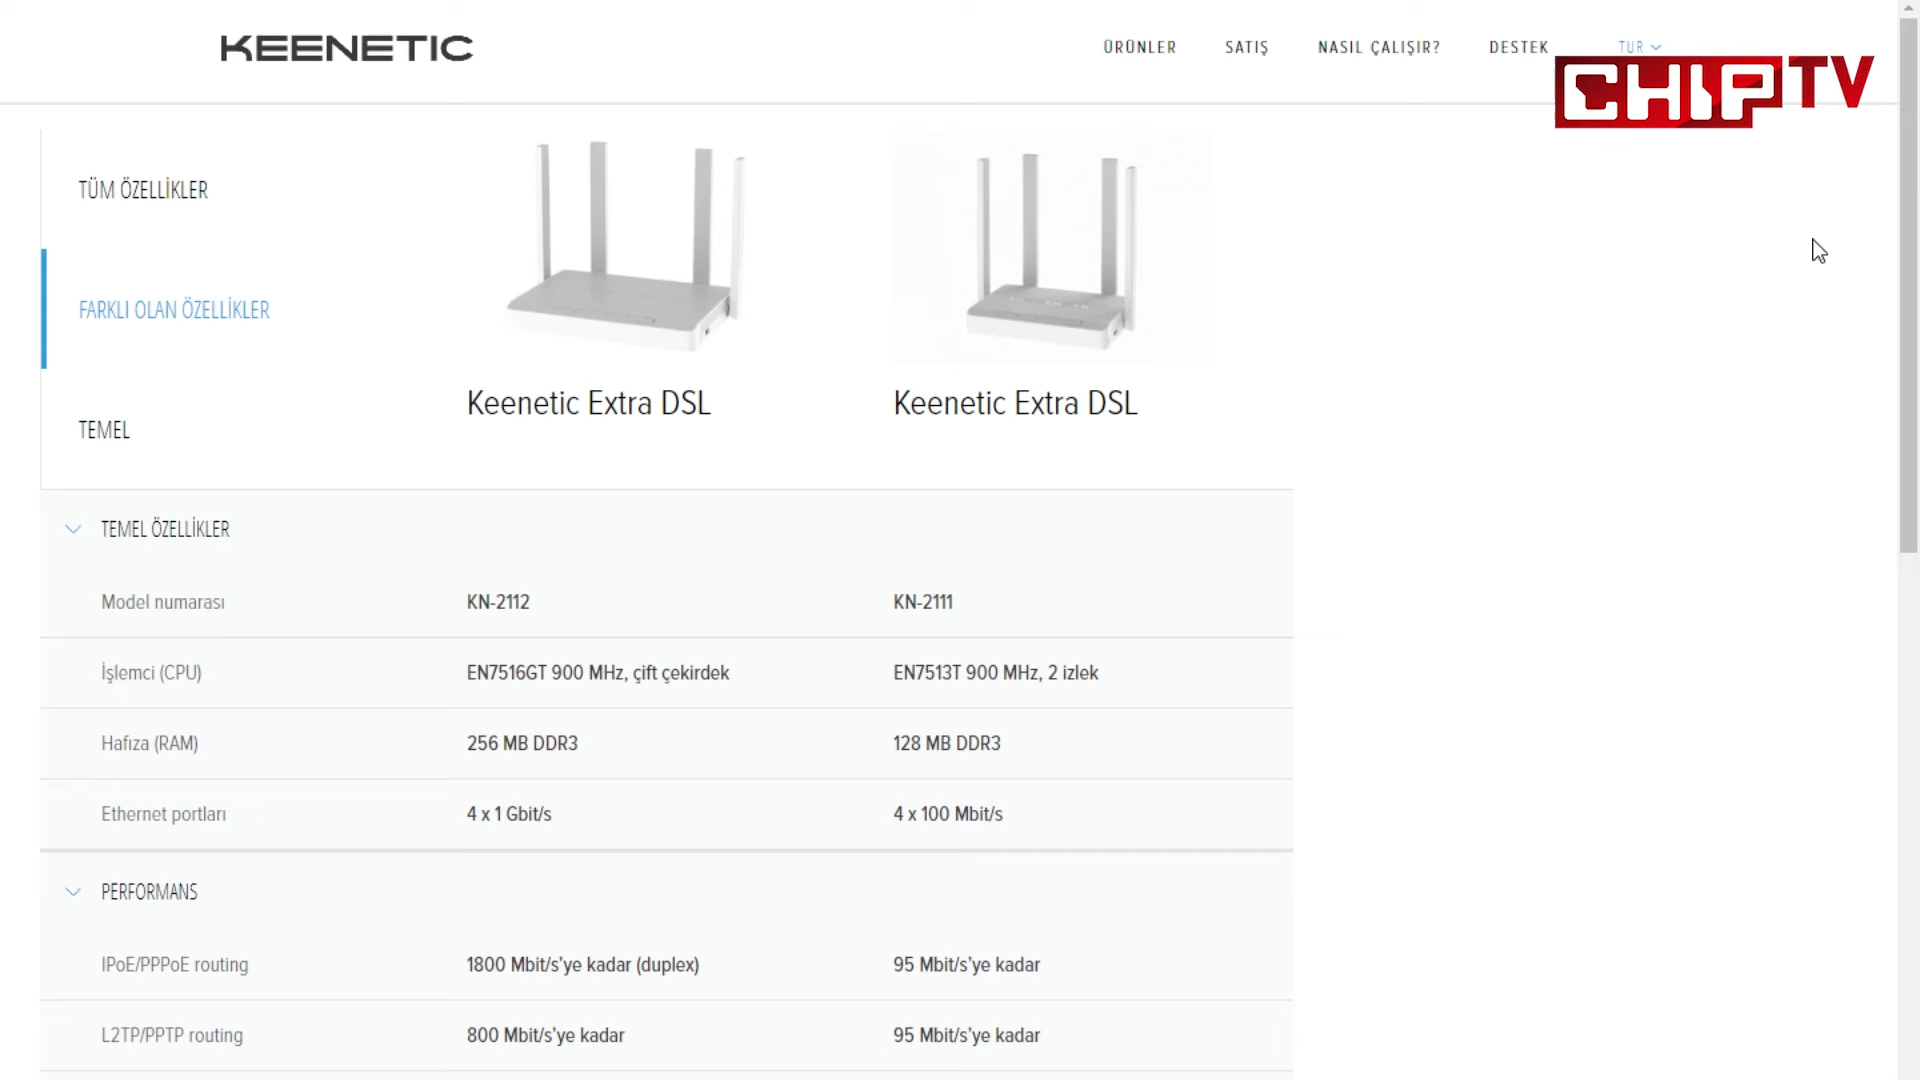 KEENETIC
ÜRÜNLER SATIŞ NASIL ÇALIŞIR? DESTEK TUR
CHIP TV
TÜM ÖZELLİKLER
FARKLI OLAN ÖZELLİKLER
TEMEL
Keenetic Extra DSL Keenetic Extra DSL
TEMEL ÖZELLİKLER
Model numarası KN-2112 KN-2111
İşlemci (CPU) EN7516GT 900 MHz, çift çekirdek EN7513T 900 MHz, 2 izlek
Hafıza (RAM) 256 MB DDR3 128 MB DDR3
Ethernet portları 4 x 1 Gbit/s 4 x 100 Mbit/s
PERFORMANS
IPoE/PPPoE routing 1800 Mbit/s'ye kadar (duplex) 95 Mbit/s'ye kadar
L2TP/PPTP routing 800 Mbit/s'ye kadar 95 Mbit/s'ye kadar